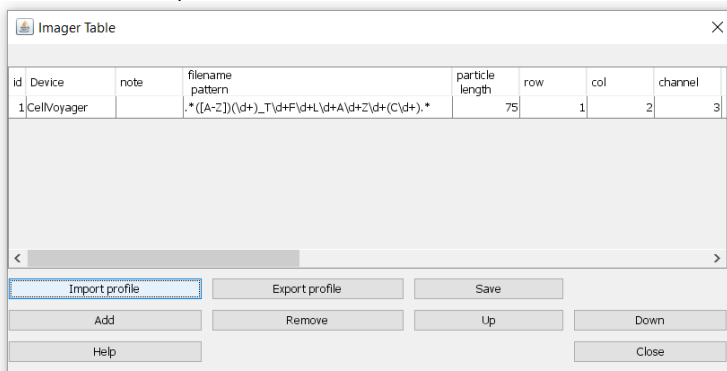 Imager Table
id Device note filename pattern particle length row col channel
1 CellVoyager .*([A-Z])(\d+)_T\d+F\d+L\d+A\d+Z\d+(C\d+).* 75 1 2 3
Import profile Export profile Save
Add Remove Up Down
Help Close